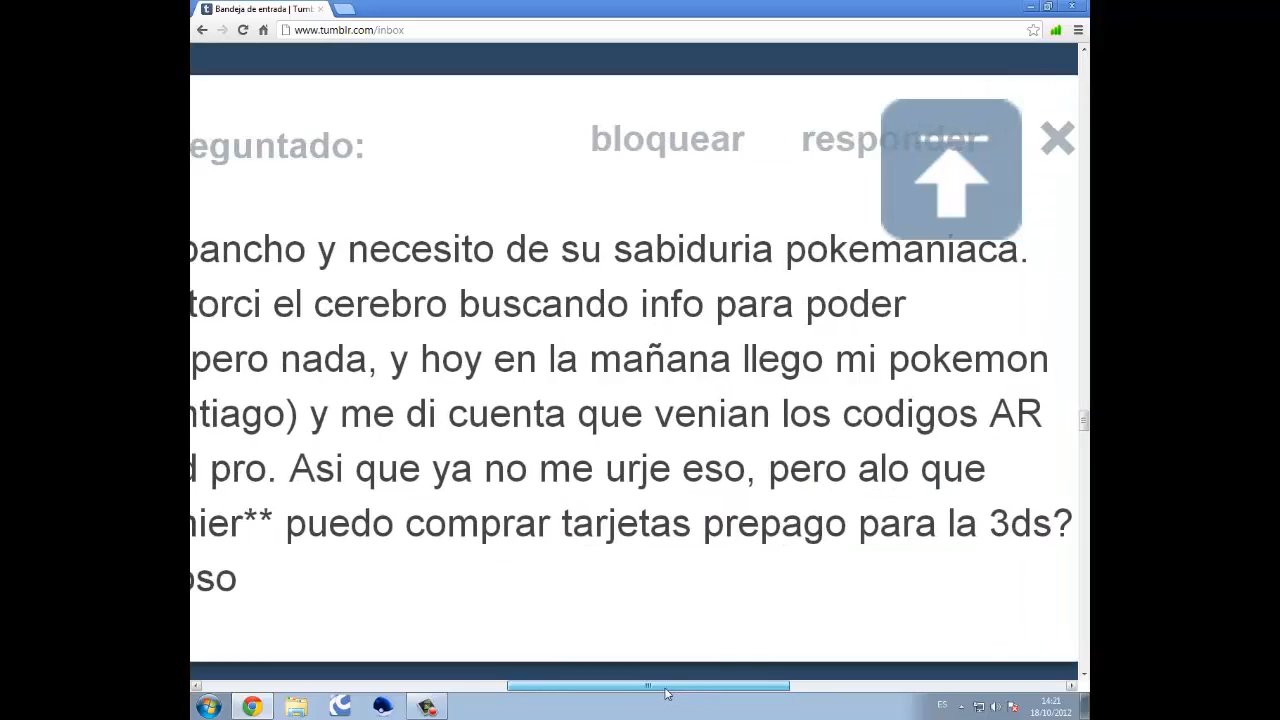 Bandeja de entrada | Tumb
www.tumblr.com/inbox
eguntado:
bloquear
responder
pancho y necesito de su sabiduria pokemaniaca.
torci el cerebro buscando info para poder
pero nada, y hoy en la mañana llego mi pokemon
ntiago) y me di cuenta que venian los codigos AR
d pro. Asi que ya no me urje eso, pero alo que
hier** puedo comprar tarjetas prepago para la 3ds?
oso
ES
14:21
18/10/2012